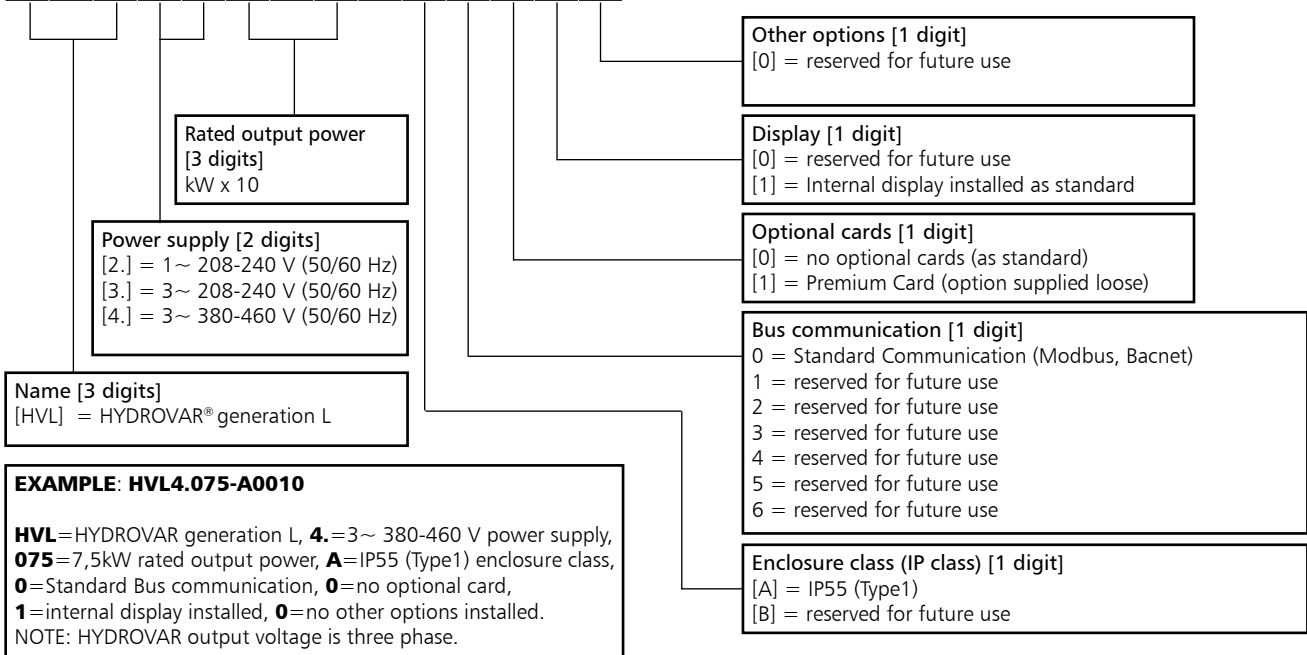 Rated output power
[3 digits]
kW x 10
Power supply [2 digits]
[2.] = 1~ 208-240 V (50/60 Hz)
[3.] = 3~ 208-240 V (50/60 Hz)
[4.] = 3~ 380-460 V (50/60 Hz)
Name [3 digits]
[HVL] = HYDROVAR® generation L
EXAMPLE: HVL4.075-A0010
HVL=HYDROVAR generation L, 4.=3~ 380-460 V power supply,
075=7,5kW rated output power, A=IP55 (Type1) enclosure class,
0=Standard Bus communication, 0=no optional card,
1=internal display installed, 0=no other options installed.
NOTE: HYDROVAR output voltage is three phase.
Other options [1 digit]
[0] = reserved for future use
Display [1 digit]
[0] = reserved for future use
[1] = Internal display installed as standard
Optional cards [1 digit]
[0] = no optional cards (as standard)
[1] = Premium Card (option supplied loose)
Bus communication [1 digit]
0 = Standard Communication (Modbus, Bacnet)
1 = reserved for future use
2 = reserved for future use
3 = reserved for future use
4 = reserved for future use
5 = reserved for future use
6 = reserved for future use
Enclosure class (IP class) [1 digit]
[A] = IP55 (Type1)
[B] = reserved for future use